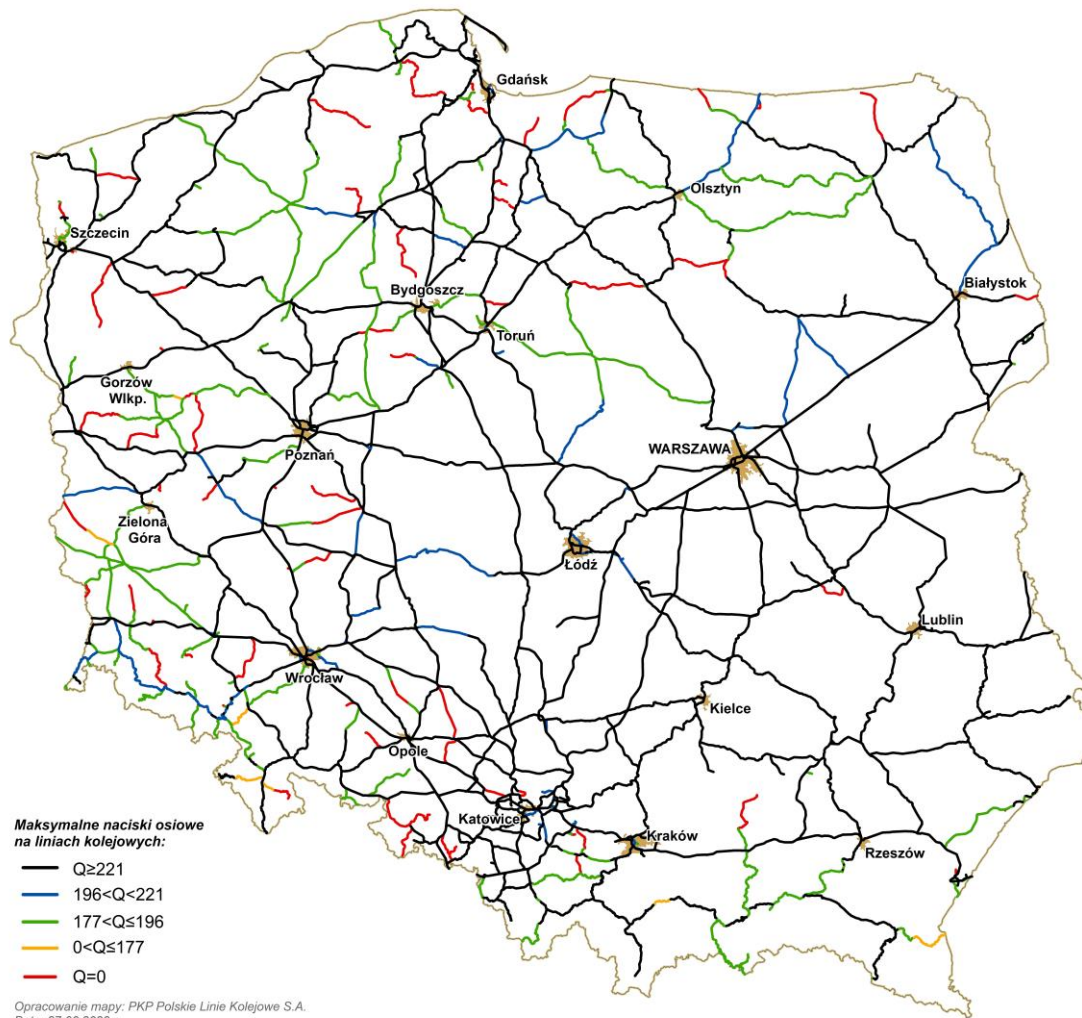 Gdańsk
Olsztyn
Szczecin
Białystok
Bydgoszcz
Toruń
Gorzów
Wlkp.
Poznań
WARSZAWA
Zielona
Góra
Łódź
Lublin
Wrocław
Kielce
Opole
Katowice
Kraków
Rzeszów
Maksymalne naciski osiowe
na liniach kolejowych:
Q≥221
196<Q<221
177<Q≤196
0<Q≤177
Q=0
Opracowanie mapy: PKP Polskie Linie Kolejowe S.A.